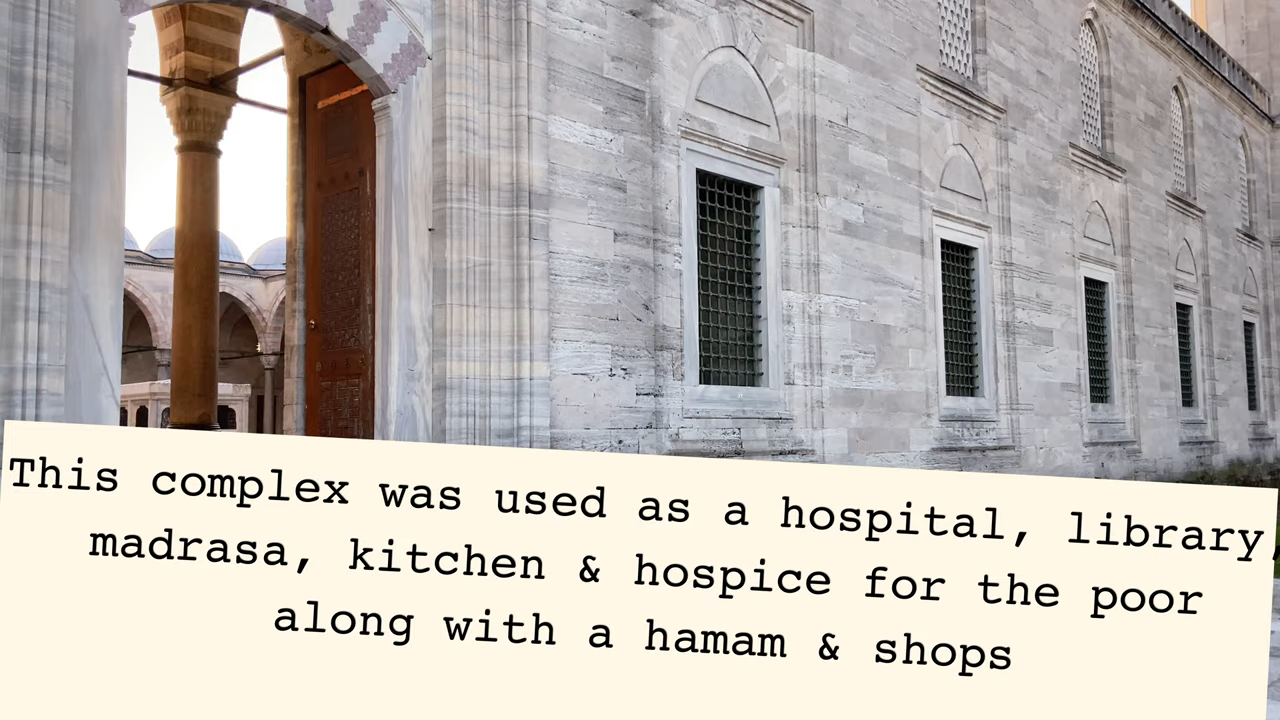 This complex was used as a hospital, library,
madrasa, kitchen & hospice for the poor
along with a hamam & shops